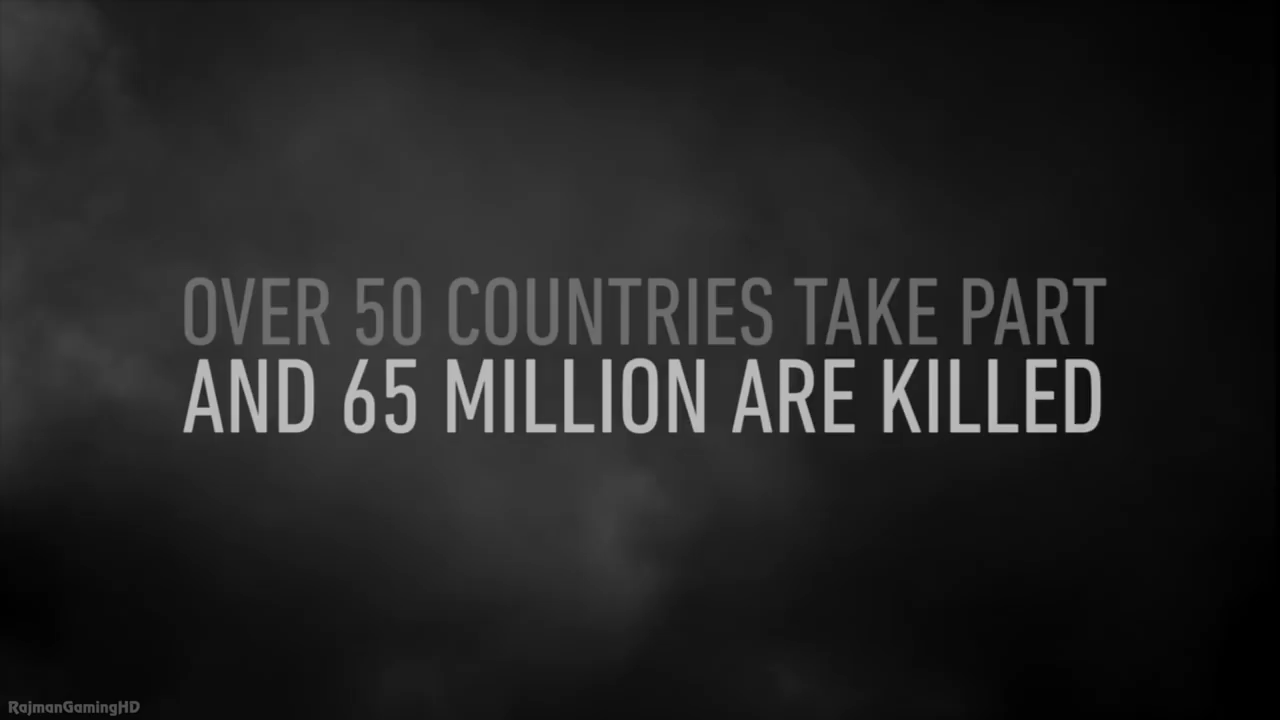 OVER 50 COUNTRIES TAKE PART
AND 65 MILLION ARE KILLED
RajmanGamingHD